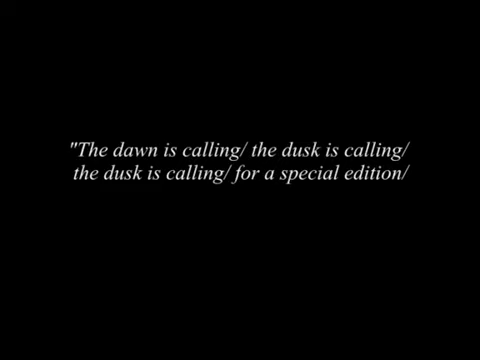 "The dawn is calling/ the dusk is calling/
the dusk is calling/ for a special edition/